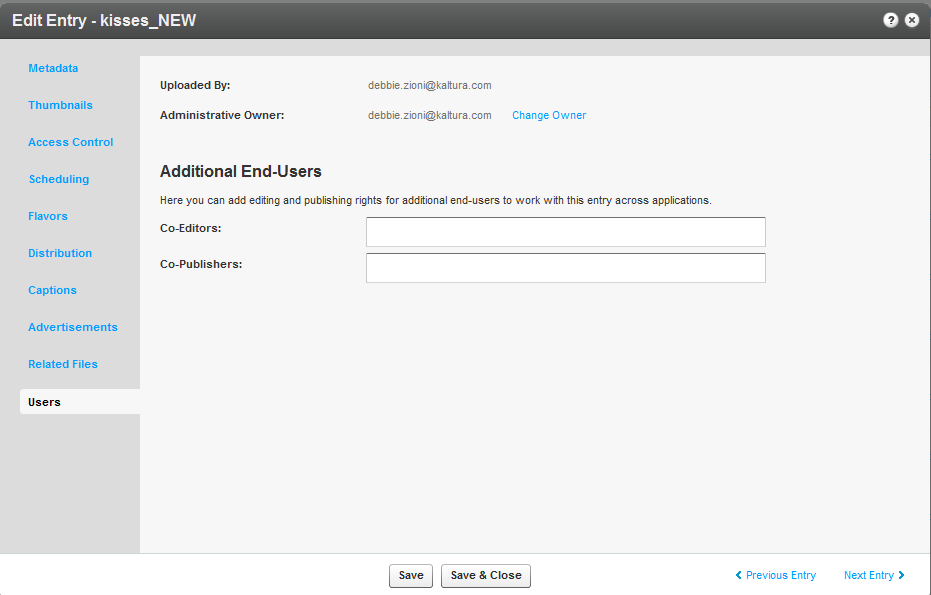 Edit Entry - kisses_NEW
?
Metadata
Thumbnails
Access Control
Scheduling
Flavors
Distribution
Captions
Advertisements
Related Files
Users
Uploaded By: debbie.zioni@kaltura.com
Administrative Owner: debbie.zioni@kaltura.com Change Owner
Additional End-Users
Here you can add editing and publishing rights for additional end-users to work with this entry across applications.
Co-Editors:
Co-Publishers:
Save Save & Close Previous Entry Next Entry